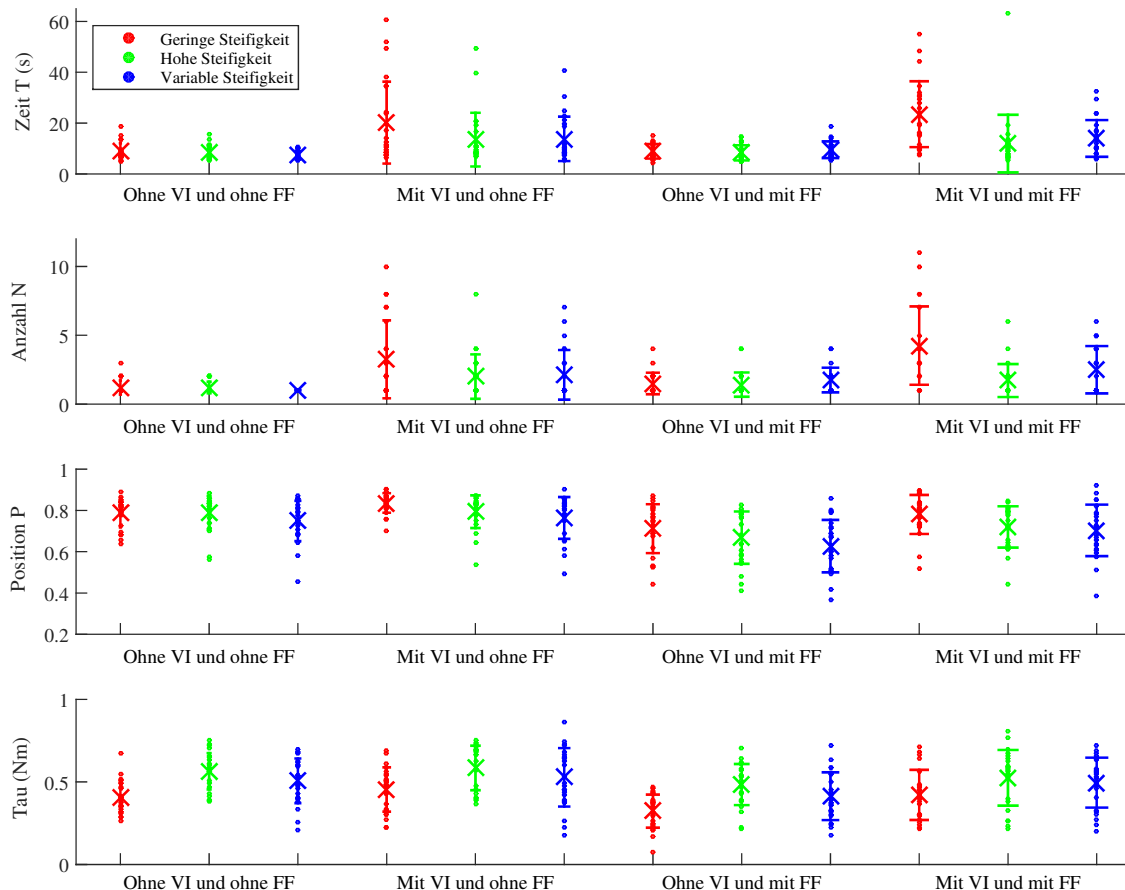 Zeit T (s)
60
40
20
0
Geringe Steifigkeit
Hohe Steifigkeit
Variable Steifigkeit
Ohne VI und ohne FF
Mit VI und ohne FF
Ohne VI und mit FF
Mit VI und mit FF
Anzahl N
10
5
0
Ohne VI und ohne FF
Mit VI und ohne FF
Ohne VI und mit FF
Mit VI und mit FF
Position P
1
0.8
0.6
0.4
0.2
Ohne VI und ohne FF
Mit VI und ohne FF
Ohne VI und mit FF
Mit VI und mit FF
Tau (Nm)
1
0.5
0
Ohne VI und ohne FF
Mit VI und ohne FF
Ohne VI und mit FF
Mit VI und mit FF